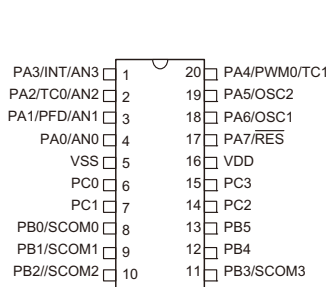 PA3/INT/AN3 1 20 PA4/PWM0/TC1
PA2/TC0/AN2 2 19 PA5/OSC2
PA1/PFD/AN1 3 18 PA6/OSC1
PA0/AN0 4 17 PA7/RES
VSS 5 16 VDD
PC0 6 15 PC3
PC1 7 14 PC2
PB0/SCOM0 8 13 PB5
PB1/SCOM1 9 12 PB4
PB2//SCOM2 10 11 PB3/SCOM3